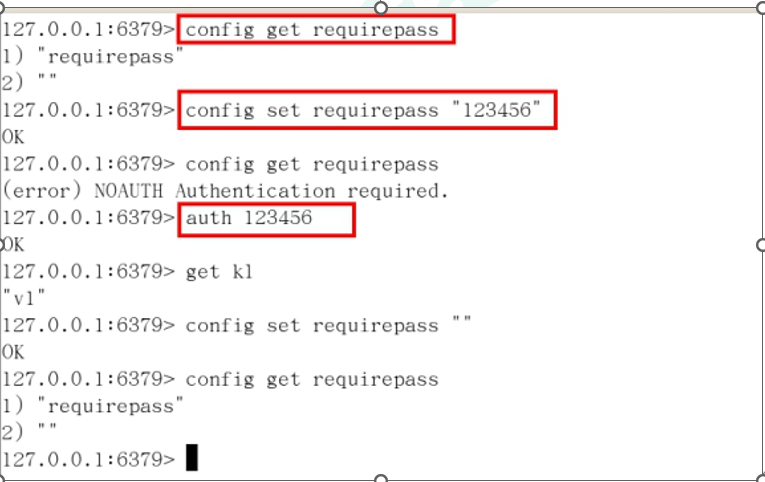 127.0.0.1:6379> config get requirepass
1) "requirepass"
2) ""
127.0.0.1:6379> config set requirepass "123456"
OK
127.0.0.1:6379> config get requirepass
(error) NOAUTH Authentication required.
127.0.0.1:6379> auth 123456
OK
127.0.0.1:6379> get k1
"v1"
127.0.0.1:6379> config set requirepass ""
OK
127.0.0.1:6379> config get requirepass
1) "requirepass"
2) ""
127.0.0.1:6379>